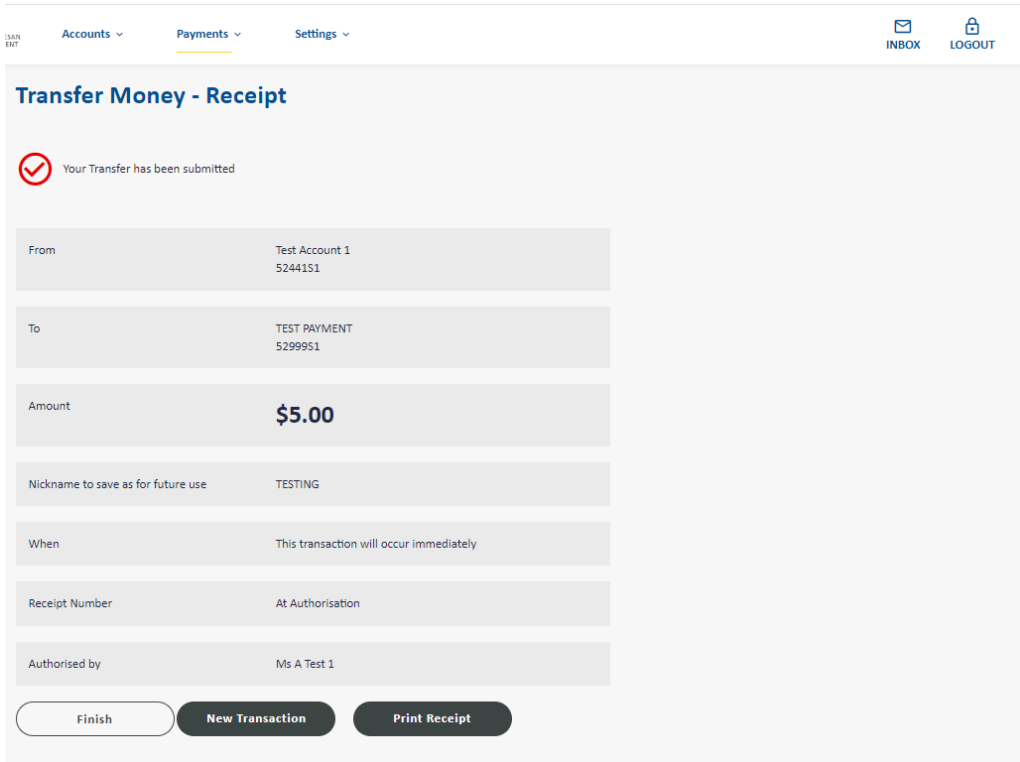 Accounts
Payments
Settings
INBOX
LOGOUT
Transfer Money - Receipt
Your Transfer has been submitted
From
Test Account 1
52441S1
To
TEST PAYMENT
52999S1
Amount
$5.00
Nickname to save as for future use
TESTING
When
This transaction will occur immediately
Receipt Number
At Authorisation
Authorised by
Ms A Test 1
Finish
New Transaction
Print Receipt